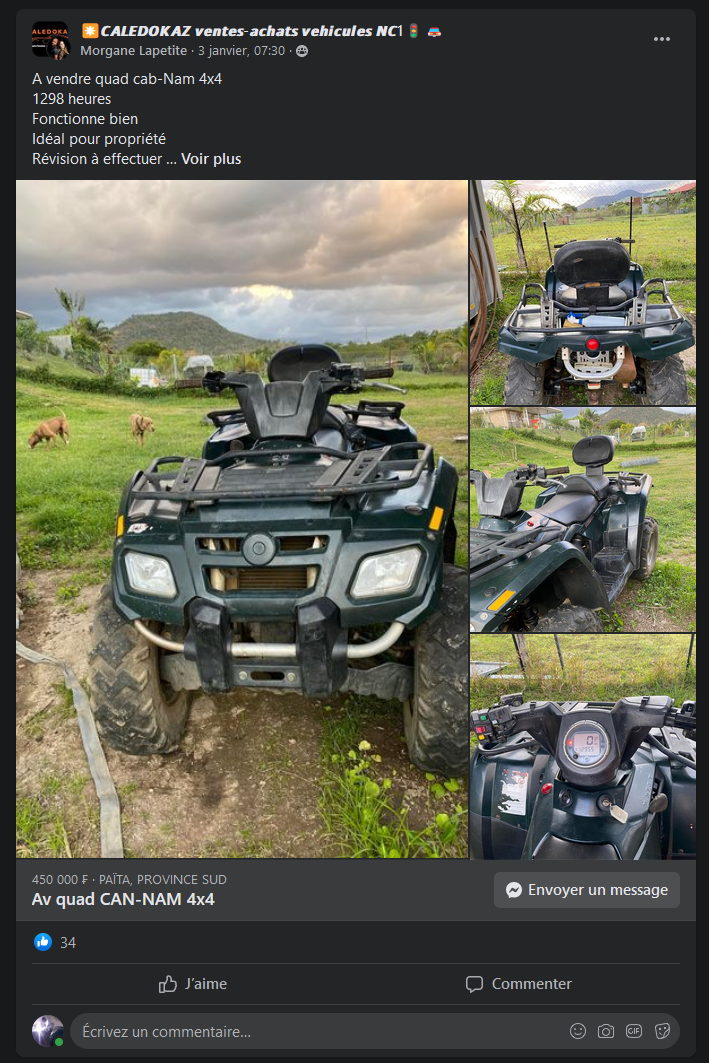 ALEDOKA
💥CALEDOKAZ ventes-achats vehicules NC1🚦🚘
Morgane Lapetite · 3 janvier, 07:30 ·
A vendre quad cab-Nam 4x4
1298 heures
Fonctionne bien
Idéal pour propriété
Révision à effectuer ... Voir plus
450 000 ₣ · PAÏTA, PROVINCE SUD
Av quad CAN-NAM 4x4
Envoyer un message
34
J'aime
Commenter
Écrivez un commentaire...
GIF